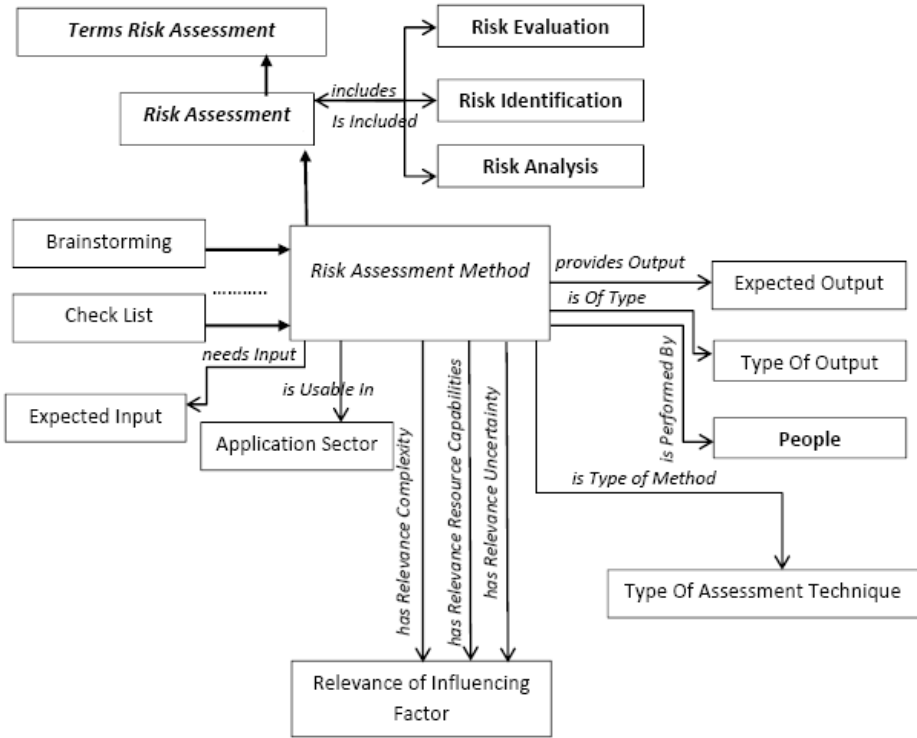 Terms Risk Assessment
Risk Evaluation
Risk Assessment
includes
Is Included
Risk Identification
Risk Analysis
Brainstorming
...........
Check List
Risk Assessment Method
provides Output
Expected Output
is Of Type
Type Of Output
is Performed By
People
needs Input
Expected Input
is Usable In
Application Sector
has Relevance Complexity
has Relevance Resource Capabilities
has Relevance Uncertainty
is Type of Method
Type Of Assessment Technique
Relevance of Influencing
Factor